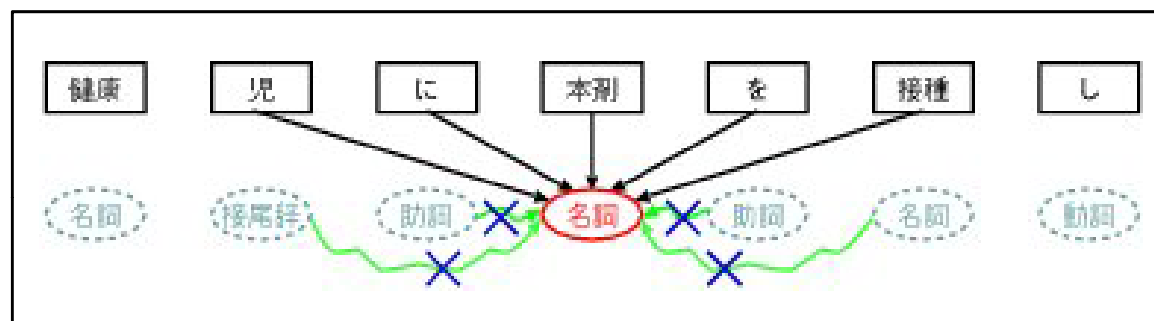 健康 児 に 本剤 を 接種 し
名詞 接尾辞 助詞 名詞 助詞 名詞 動詞